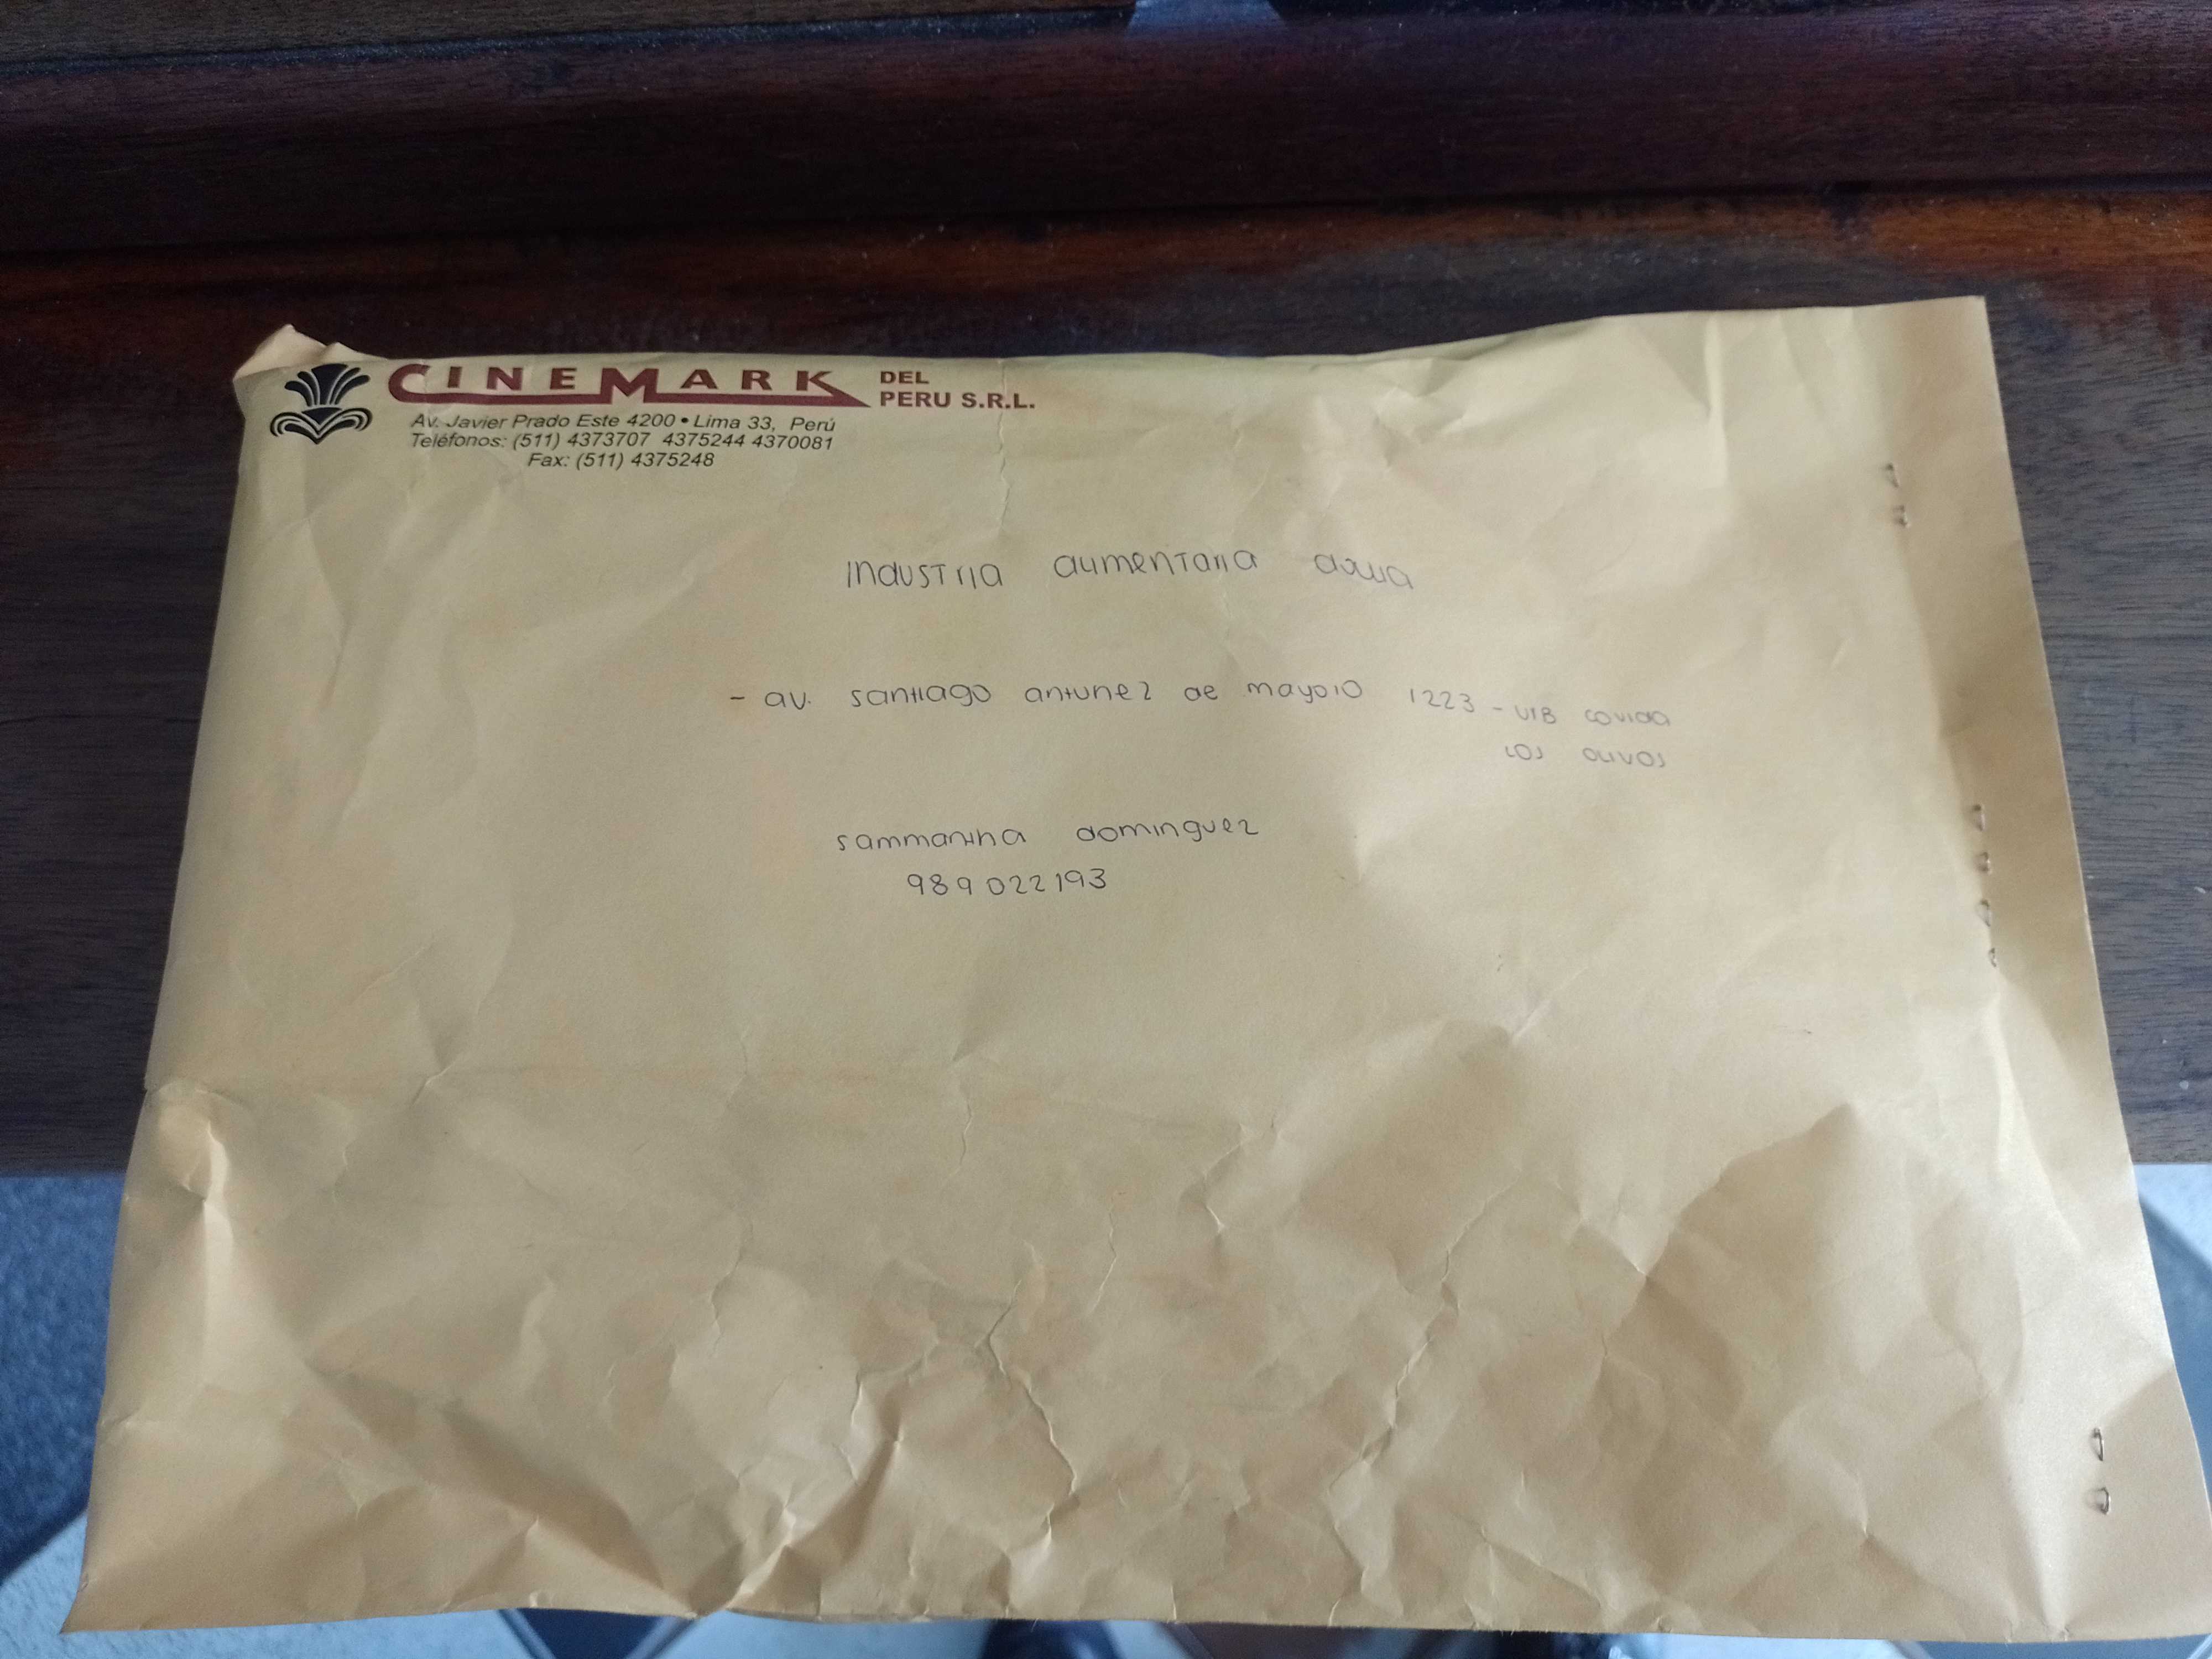 CINEMARK DEL PERU S.R.L.
Av. Javier Prado Este 4200 • Lima 33, Perú
Teléfonos: (511) 4373707 4375244 4370081
Fax: (511) 4375248
Industria alimentaria
- av. santiago antunez de mayolo 1223 - urb covida
los olivos
sammantha dominguez
989022193